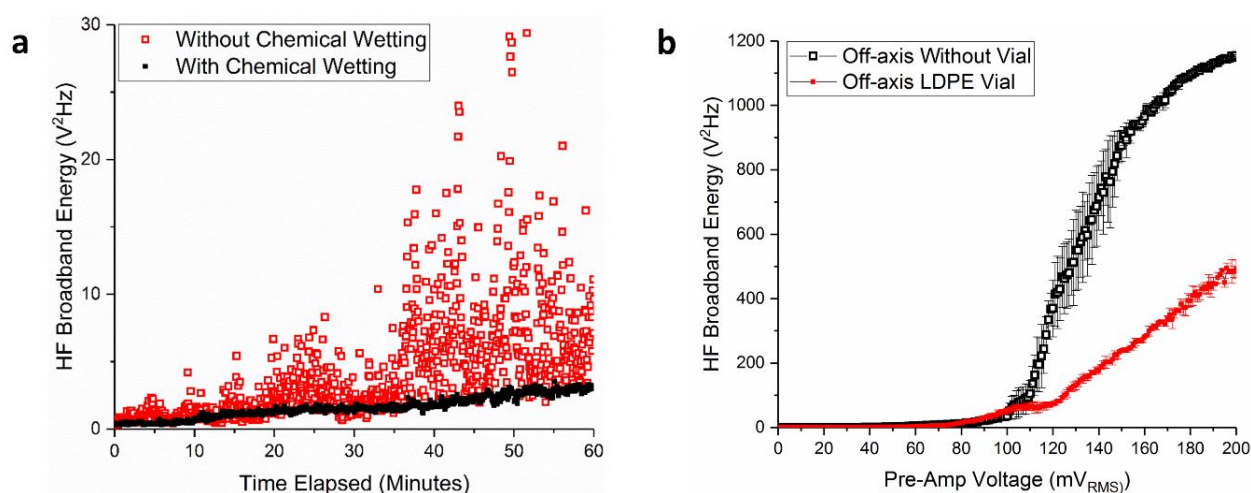 a
HF Broadband Energy (V²Hz)
30
20
10
0
Without Chemical Wetting
With Chemical Wetting
0 10 20 30 40 50 60
Time Elapsed (Minutes)
b
HF Broadband Energy (V²Hz)
1200
1000
800
600
400
200
0
Off-axis Without Vial
Off-axis LDPE Vial
0 20 40 60 80 100 120 140 160 180 200
Pre-Amp Voltage (mV_RMS)